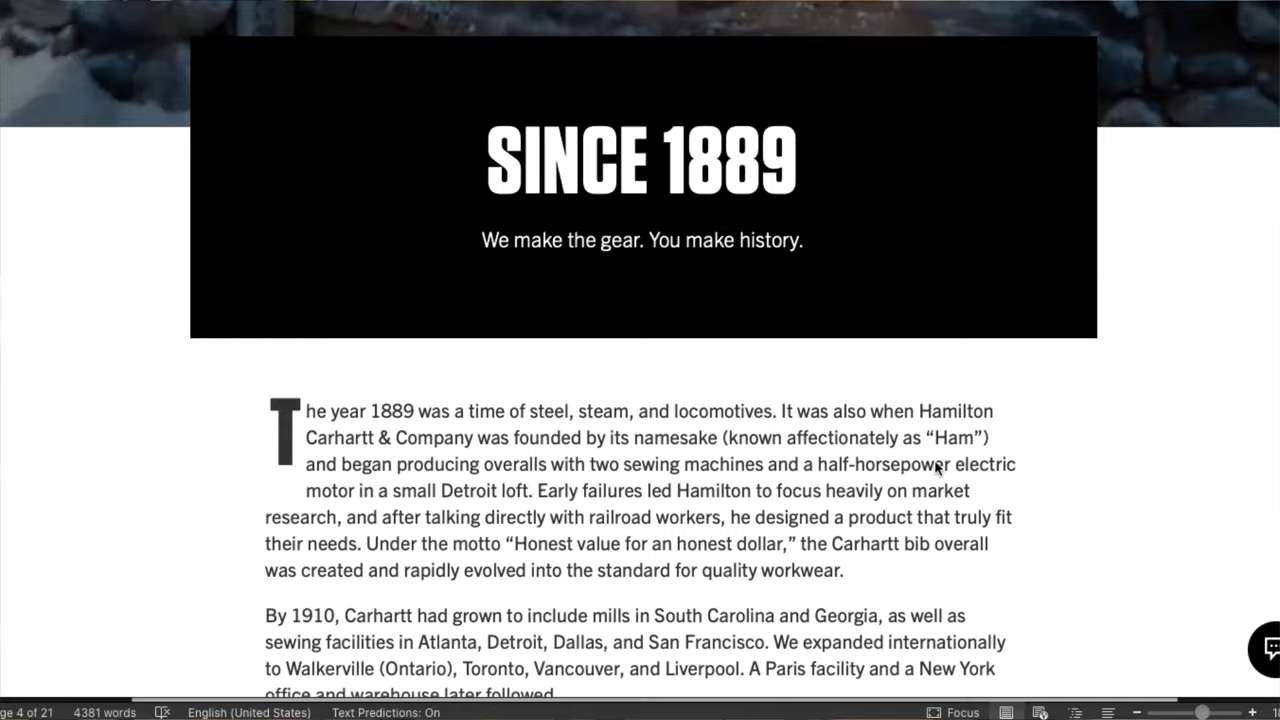 SINCE 1889
We make the gear. You make history.
The year 1889 was a time of steel, steam, and locomotives. It was also when Hamilton
Carhartt & Company was founded by its namesake (known affectionately as “Ham”)
and began producing overalls with two sewing machines and a half-horsepower electric
motor in a small Detroit loft. Early failures led Hamilton to focus heavily on market
research, and after talking directly with railroad workers, he designed a product that truly fit
their needs. Under the motto “Honest value for an honest dollar,” the Carhartt bib overall
was created and rapidly evolved into the standard for quality workwear.
By 1910, Carhartt had grown to include mills in South Carolina and Georgia, as well as
sewing facilities in Atlanta, Detroit, Dallas, and San Francisco. We expanded internationally
to Walkerville (Ontario), Toronto, Vancouver, and Liverpool. A Paris facility and a New York
office and warehouse later followed.
ge 4 of 21 4381 words English (United States) Text Predictions: On Focus